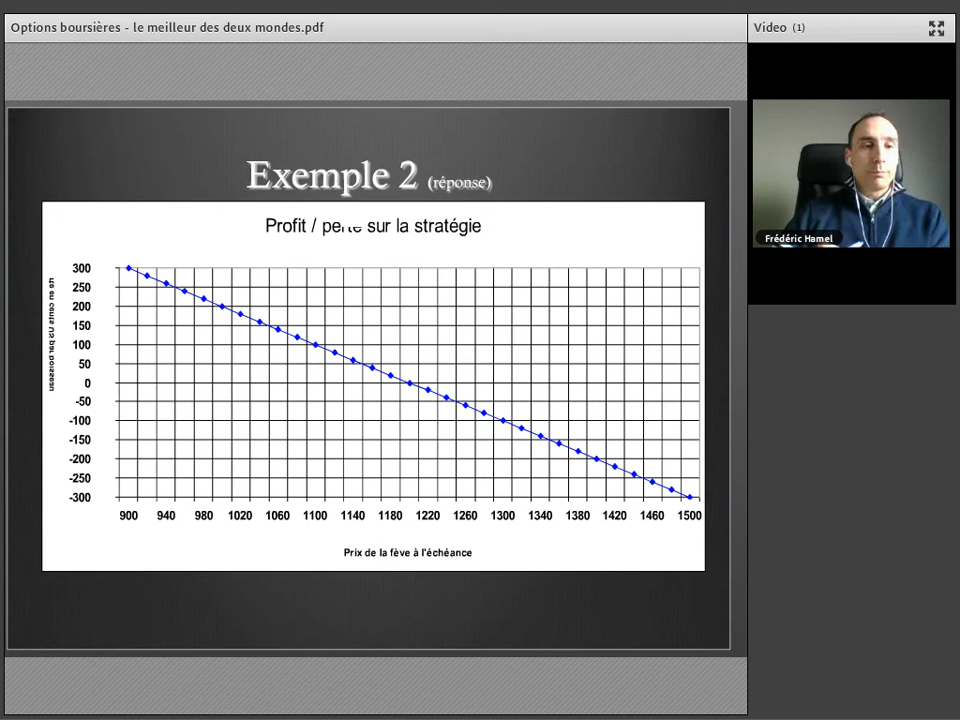 Options boursières - le meilleur des deux mondes.pdf
Video (1)
Frédéric Hamel
Exemple 2 (réponse)
Profit / perte sur la stratégie
300
250
200
150
100
50
0
-50
-100
-150
-200
-250
-300
900 940 980 1020 1060 1100 1140 1180 1220 1260 1300 1340 1380 1420 1460 1500
Prix de la fève à l'échéance